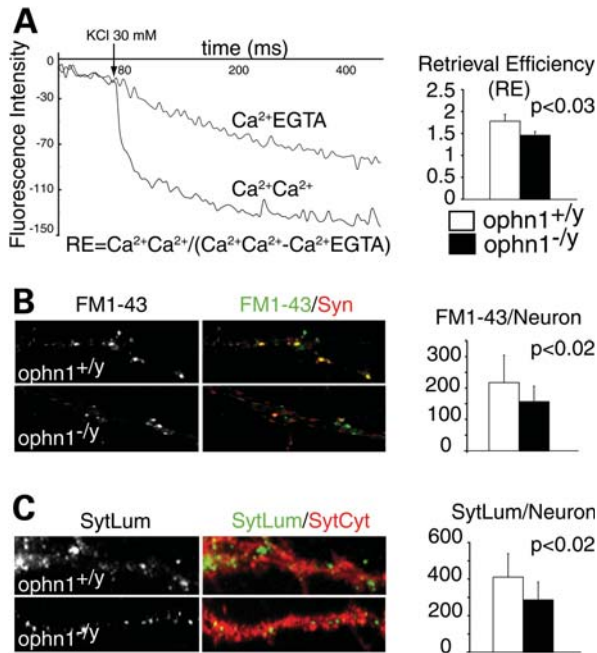 A
KCl 30 mM
time (ms)
0
80
200
400
-30
-70
-110
-150
Fluorescence Intensity
Ca²⁺EGTA
Ca²⁺Ca²⁺
RE=Ca²⁺Ca²⁺/(Ca²⁺Ca²⁺-Ca²⁺EGTA)
Retrieval Efficiency
(RE)
p<0.03
2.5
2
1.5
1
0.5
0
ophn1⁺/y
ophn1⁻/y
B
FM1-43
FM1-43/Syn
ophn1⁺/y
ophn1⁻/y
FM1-43/Neuron
p<0.02
300
200
100
0
C
SytLum
SytLum/SytCyt
ophn1⁺/y
ophn1⁻/y
SytLum/Neuron
p<0.02
600
400
200
0